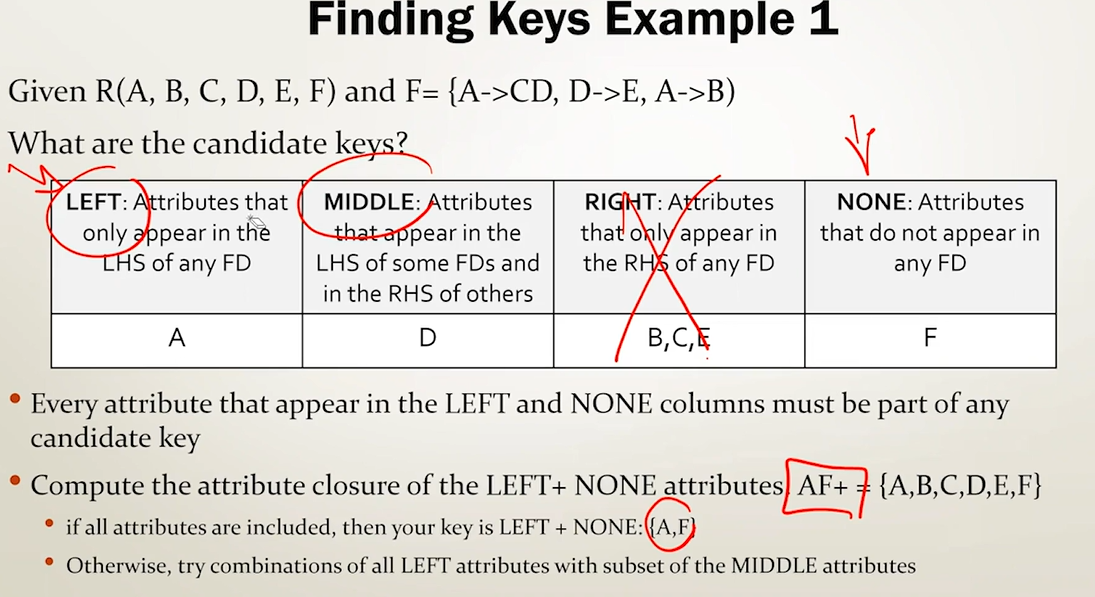 Finding Keys Example 1
Given R(A, B, C, D, E, F) and F= {A->CD, D->E, A->B)
What are the candidate keys?
LEFT: Attributes that
only appear in the
LHS of any FD
MIDDLE: Attributes
that appear in the
LHS of some FDs and
in the RHS of others
RIGHT: Attributes
that only appear in
the RHS of any FD
NONE: Attributes
that do not appear in
any FD
A
D
B,C,E
F
• Every attribute that appear in the LEFT and NONE columns must be part of any
candidate key
• Compute the attribute closure of the LEFT+ NONE attributes, AF+ = {A,B,C,D,E,F}
• if all attributes are included, then your key is LEFT + NONE: {A,F}
• Otherwise, try combinations of all LEFT attributes with subset of the MIDDLE attributes